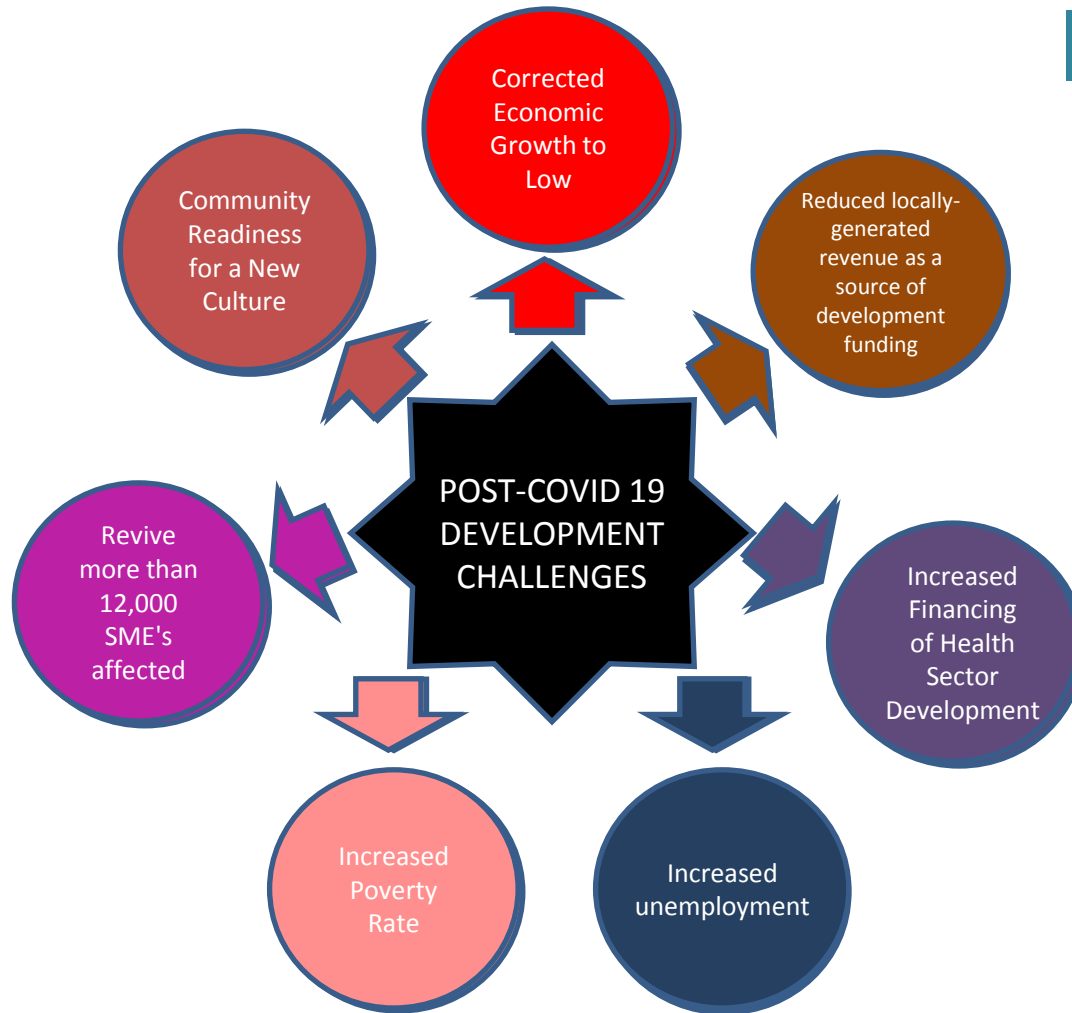 Corrected
Economic
Growth to
Low
Reduced locally-
generated
revenue as a
source of
development
funding
Increased
Financing
of Health
Sector
Development
Increased
unemployment
Increased
Poverty
Rate
Revive
more than
12,000
SME's
affected
Community
Readiness
for a New
Culture
POST-COVID 19
DEVELOPMENT
CHALLENGES